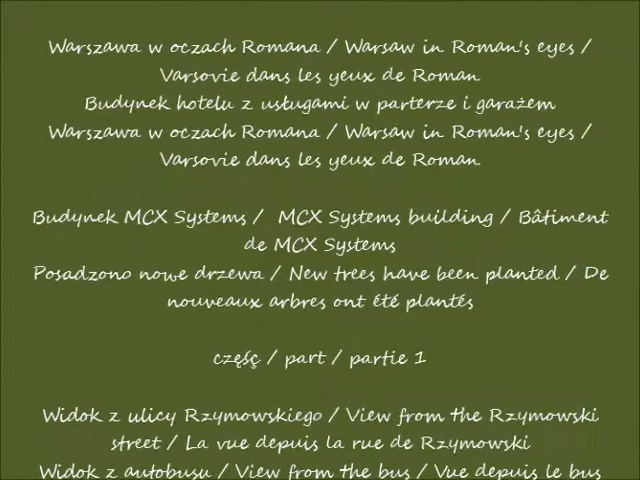 Warszawa w oczach Romana / Warsaw in Roman's eyes /
Varsovie dans les yeux de Roman
Budynek hotelu z usługami w parterze i garażem
Warszawa w oczach Romana / Warsaw in Roman's eyes /
Varsovie dans les yeux de Roman
Budynek MCX Systems /  MCX Systems building / Bâtiment
de MCX Systems
Posadzono nowe drzewa / New trees have been planted / De
nouveaux arbres ont été plantés
częśç / part / partie 1
Widok z ulicy Rzymowskiego / View from the Rzymowski
street / La vue depuis la rue de Rzymowski
Widok z autobusu / View from the bus / Vue depuis le bus